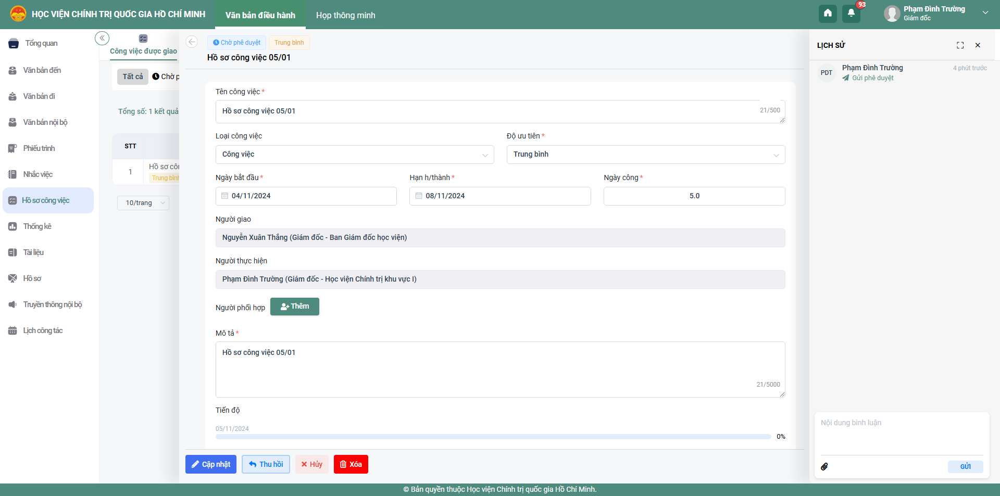 HỌC VIỆN CHÍNH TRỊ QUỐC GIA HỒ CHÍ MINH
Văn bản điều hành
Họp thông minh
93
Phạm Đình Trường
Giám đốc
Tổng quan
Văn bản đến
Văn bản đi
Văn bản nội bộ
Phiếu trình
Nhắc việc
Hồ sơ công việc
Thống kê
Tài liệu
Hồ sơ
Truyền thông nội bộ
Lịch công tác
Công việc được giao
Tất cả
Chờ p
Tổng số: 1 kết quả
STT
1
Hồ sơ côn
Trung bình
10/trang
Chờ phê duyệt
Trung bình
Hồ sơ công việc 05/01
Tên công việc *
Hồ sơ công việc 05/01
21/500
Loại công việc
Công việc
Độ ưu tiên *
Trung bình
Ngày bắt đầu *
04/11/2024
Hạn h/thành *
08/11/2024
Ngày công *
5.0
Người giao
Nguyễn Xuân Thắng (Giám đốc - Ban Giám đốc học viện)
Người thực hiện
Phạm Đình Trường (Giám đốc - Học viện Chính trị khu vực I)
Người phối hợp
Thêm
Mô tả *
Hồ sơ công việc 05/01
21/5000
Tiến độ
05/11/2024
0%
Cập nhật
Thu hồi
Hủy
Xóa
LỊCH SỬ
PDT
Phạm Đình Trường
4 phút trước
Gửi phê duyệt
Nội dung bình luận
GỬI
© Bản quyền thuộc Học viện Chính trị quốc gia Hồ Chí Minh.